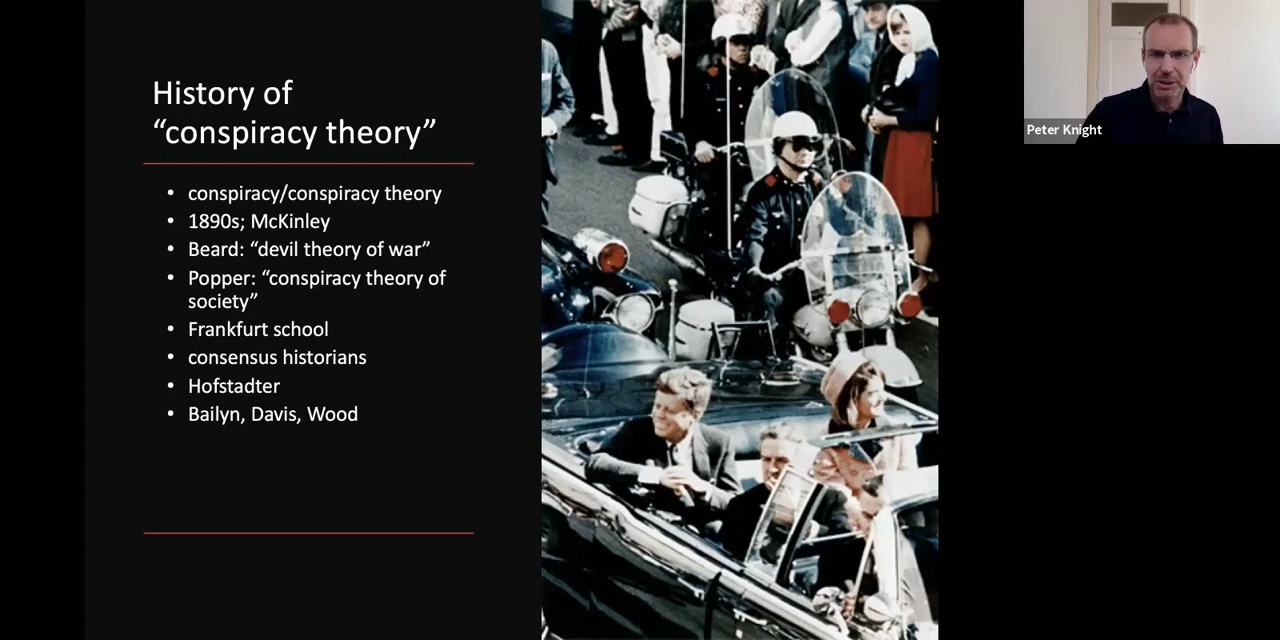 History of
“conspiracy theory”
• conspiracy/conspiracy theory
• 1890s; McKinley
• Beard: “devil theory of war”
• Popper: “conspiracy theory of
society”
• Frankfurt school
• consensus historians
• Hofstadter
• Bailyn, Davis, Wood
Peter Knight